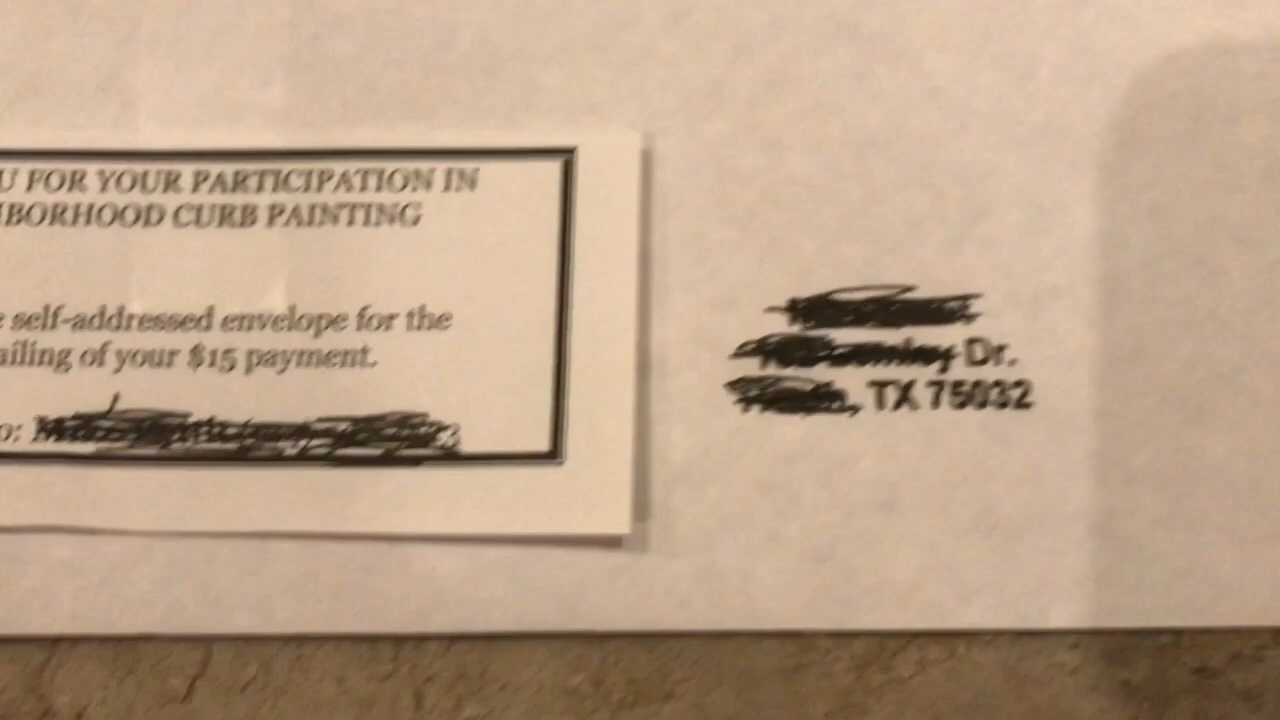 U FOR YOUR PARTICIPATION IN
BORHOOD CURB PAINTING
self-addressed envelope for the
ailing of your $15 payment.
o:
Dr.
, TX 75032